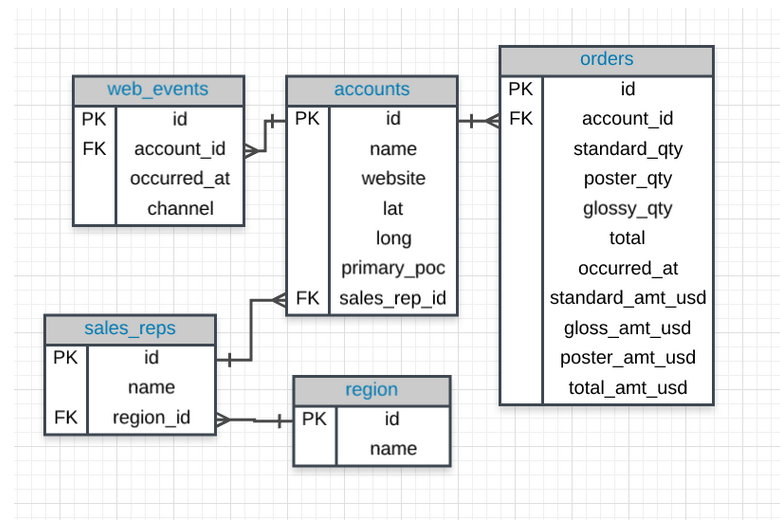 web_events
PK id
FK account_id
occurred_at
channel
accounts
PK id
name
website
lat
long
primary_poc
FK sales_rep_id
orders
PK id
FK account_id
standard_qty
poster_qty
glossy_qty
total
occurred_at
standard_amt_usd
gloss_amt_usd
poster_amt_usd
total_amt_usd
sales_reps
PK id
name
FK region_id
region
PK id
name